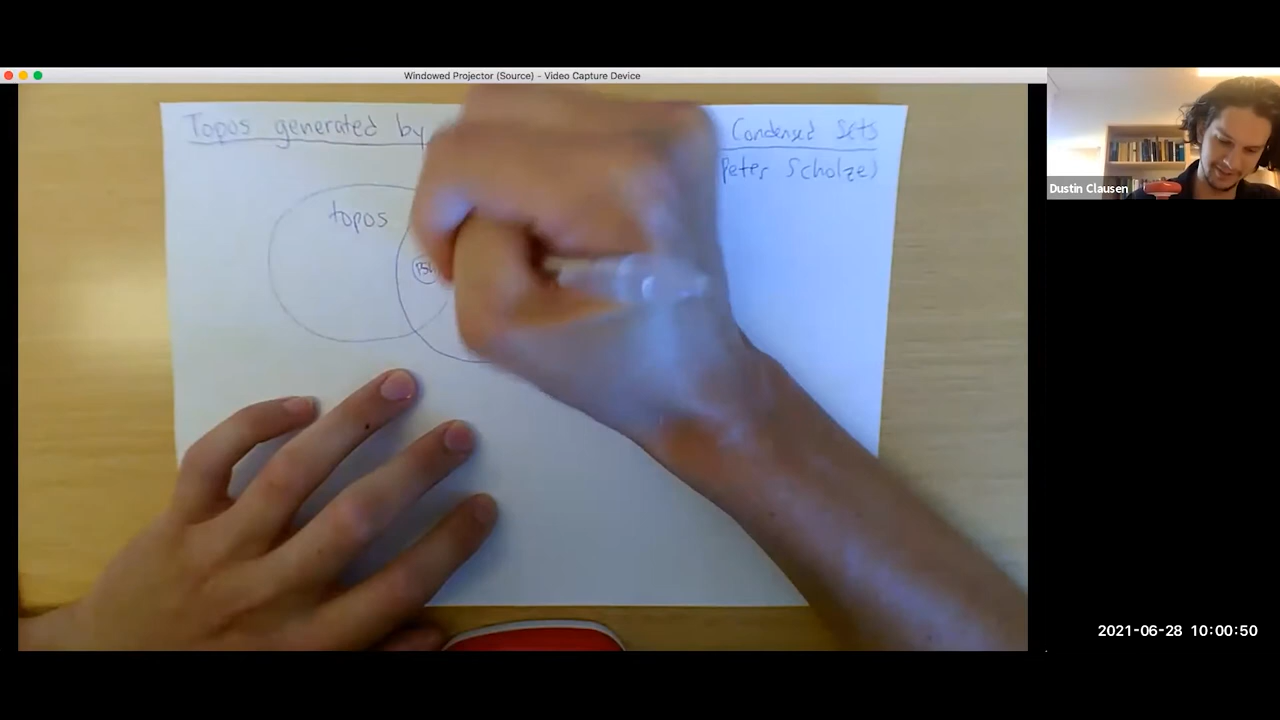 Windowed Projector (Source) - Video Capture Device
Topos generated by Condensed Sets
Peter Scholze)
topos
Dustin Clausen
2021-06-28 10:00:50